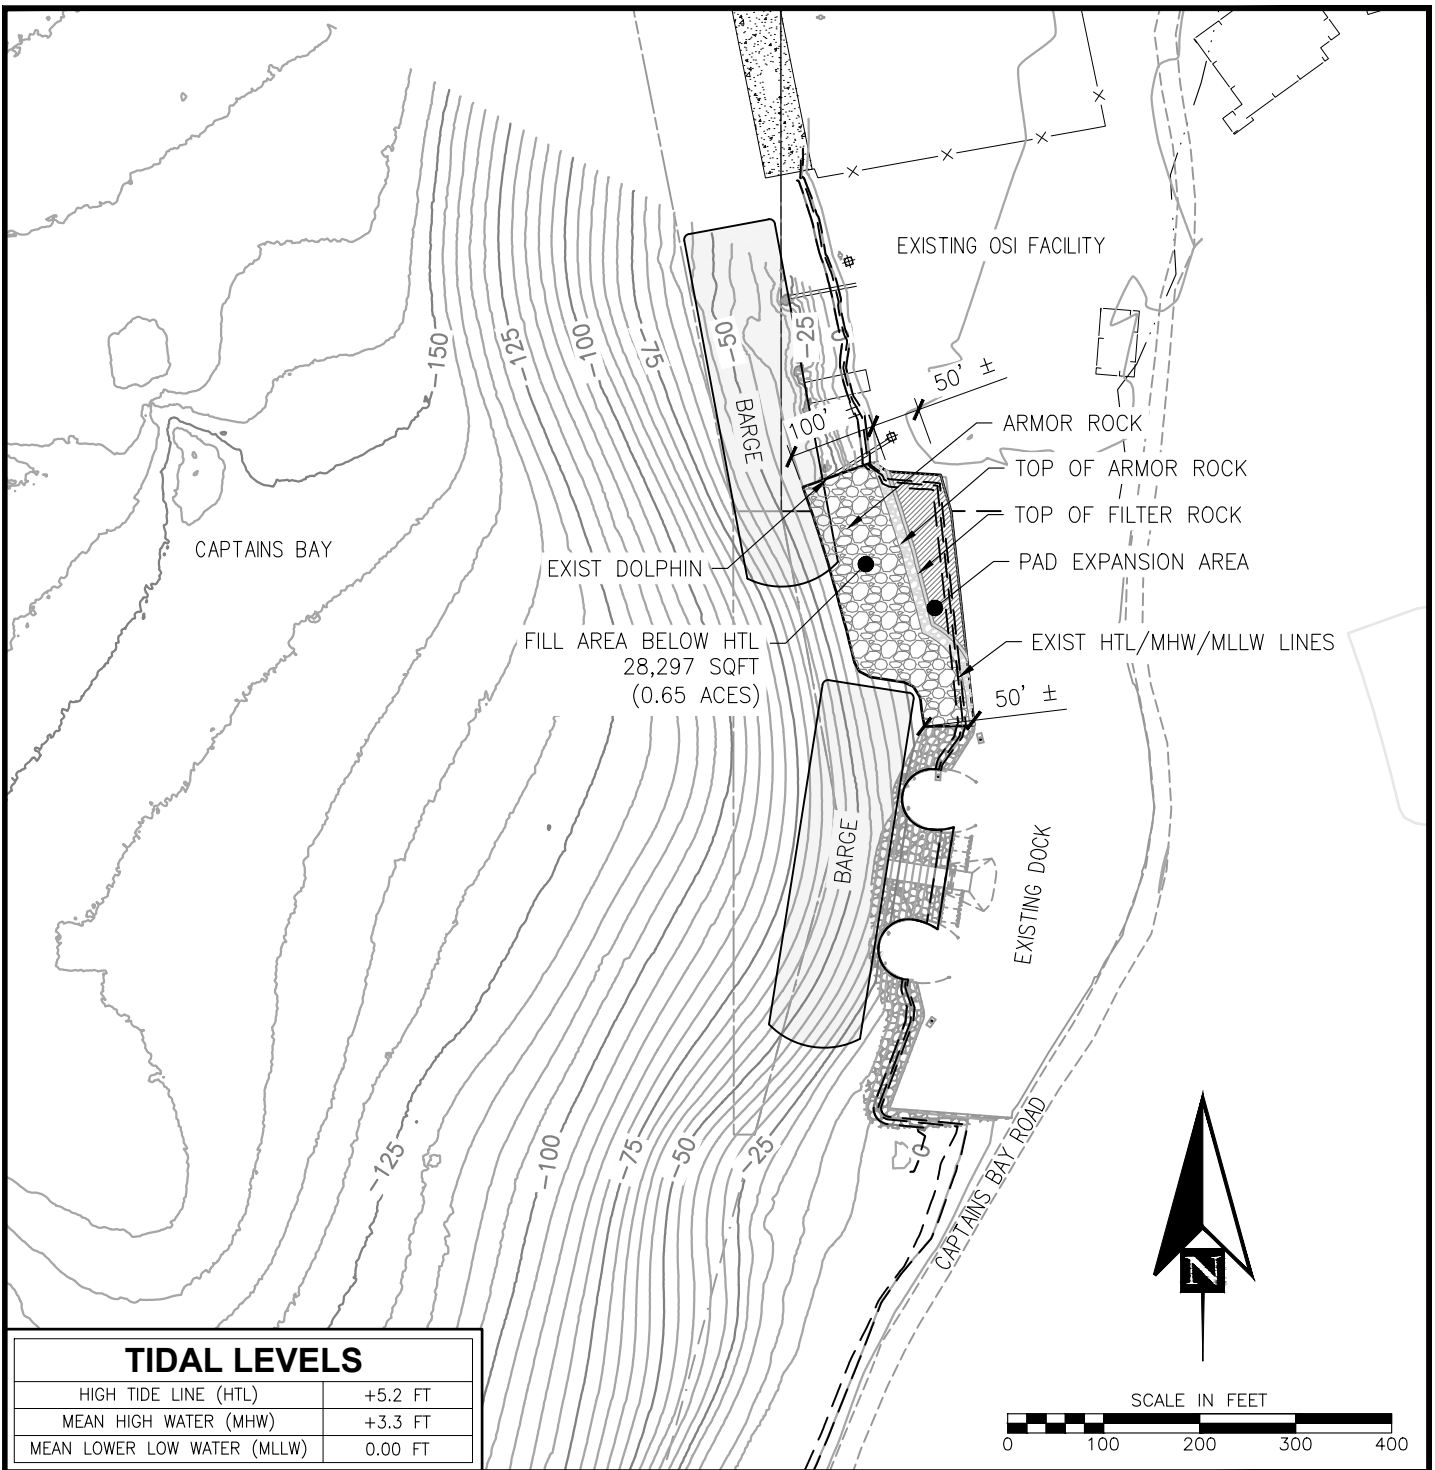 EXISTING OSI FACILITY
-150
-125
-100
-75
-50
-25
0
50' ±
100'
BARGE
ARMOR ROCK
TOP OF ARMOR ROCK
TOP OF FILTER ROCK
CAPTAINS BAY
EXIST DOLPHIN
PAD EXPANSION AREA
FILL AREA BELOW HTL
28,297 SQFT
(0.65 ACES)
EXIST HTL/MHW/MLLW LINES
50' ±
BARGE
EXISTING DOCK
-125
-100
-75
-50
-25
0
CAPTAINS BAY ROAD
N
TIDAL LEVELS
HIGH TIDE LINE (HTL) +5.2 FT
MEAN HIGH WATER (MHW) +3.3 FT
MEAN LOWER LOW WATER (MLLW) 0.00 FT
SCALE IN FEET
0 100 200 300 400